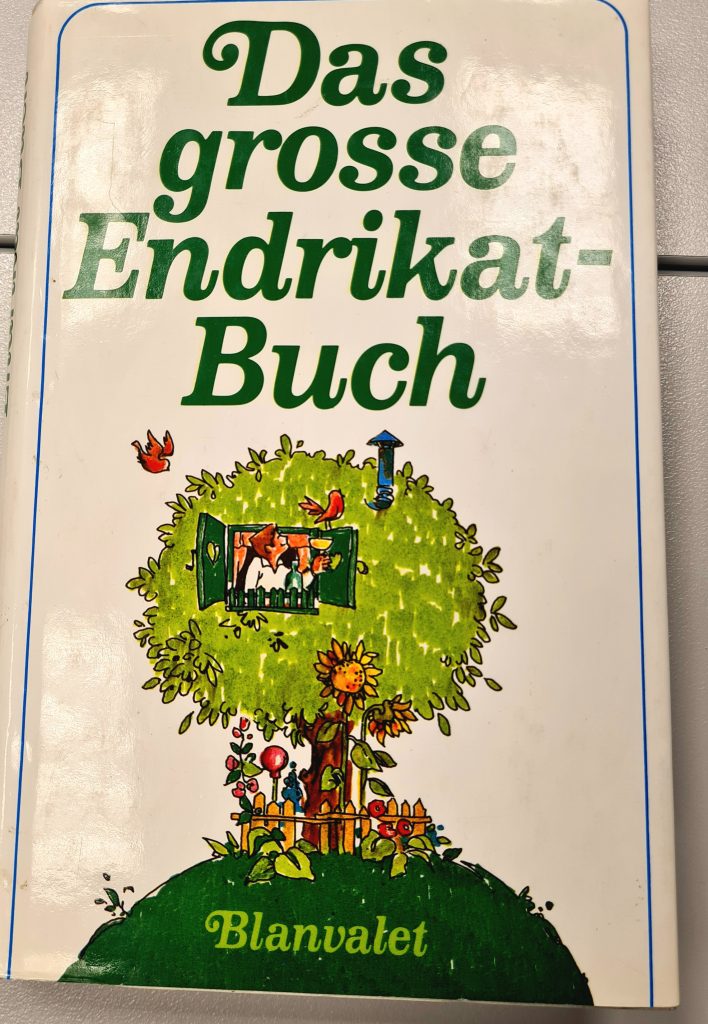 Das
grosse
Endrikat-
Buch
Blanvalet